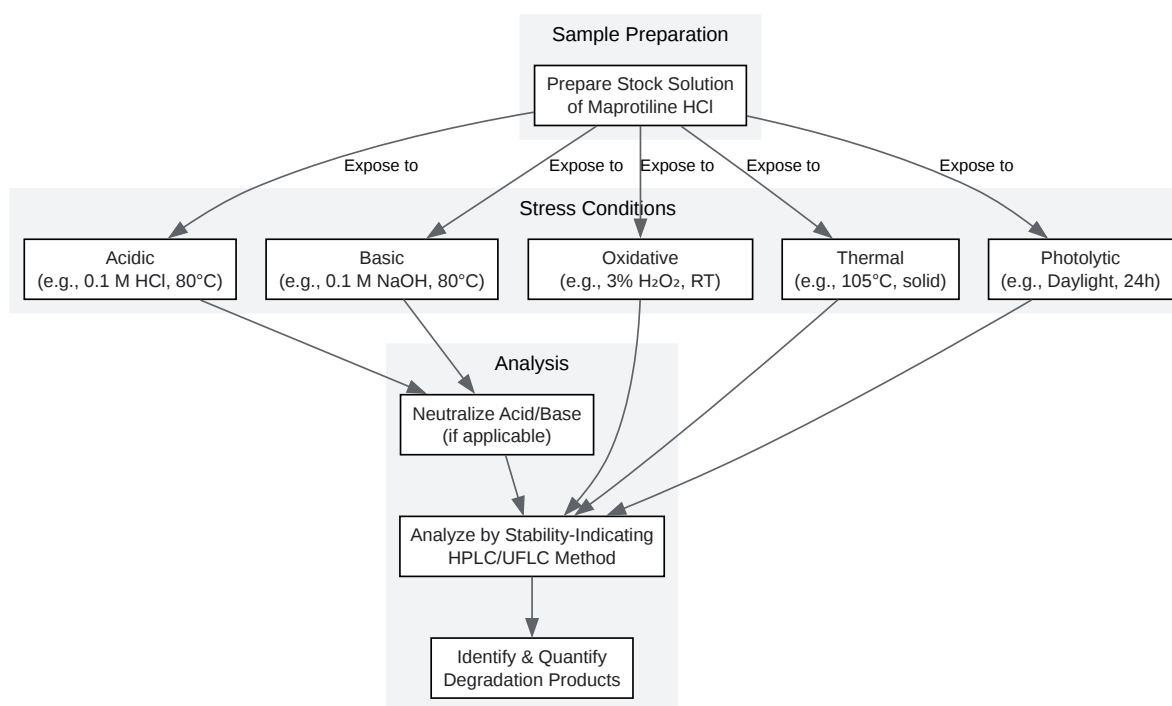 Sample Preparation
Prepare Stock Solution
of Maprotiline HCl
Expose to
Expose to
Expose to
Expose to
Expose to
Stress Conditions
Acidic
(e.g., 0.1 M HCl, 80°C)
Basic
(e.g., 0.1 M NaOH, 80°C)
Oxidative
(e.g., 3% H₂O₂, RT)
Thermal
(e.g., 105°C, solid)
Photolytic
(e.g., Daylight, 24h)
Analysis
Neutralize Acid/Base
(if applicable)
Analyze by Stability-Indicating
HPLC/UFLC Method
Identify & Quantify
Degradation Products